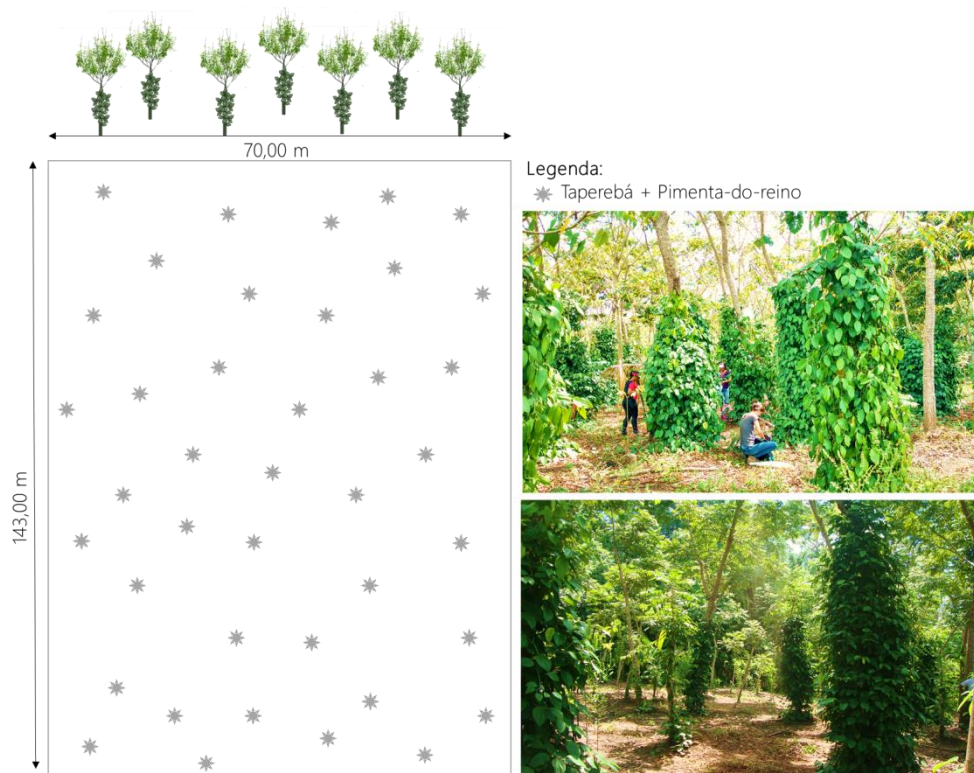 70,00 m
Legenda:
Taperebá + Pimenta-do-reino
143,00 m